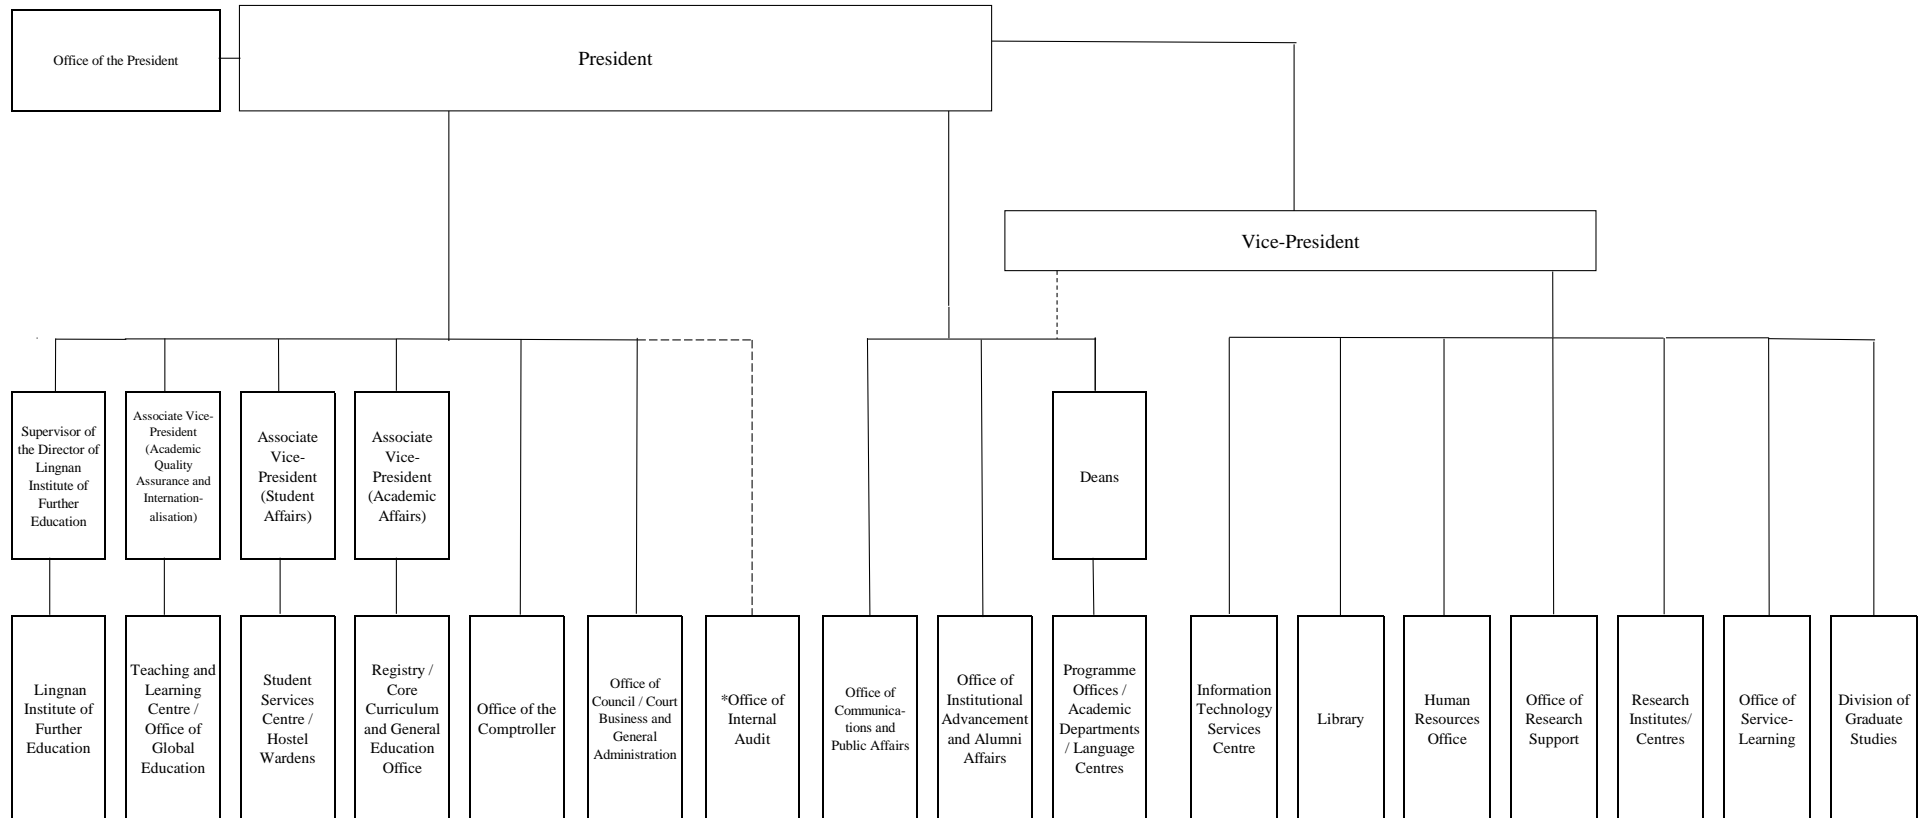 Office of the President
President
Vice-President
Supervisor of
the Director of
Lingnan
Institute of
Further
Education
Associate Vice-
President
(Academic
Quality
Assurance and
Internation-
alisation)
Associate
Vice-
President
(Student
Affairs)
Associate
Vice-
President
(Academic
Affairs)
Deans
Lingnan
Institute of
Further
Education
Teaching and
Learning
Centre /
Office of
Global
Education
Student
Services
Centre /
Hostel
Wardens
Registry /
Core
Curriculum
and General
Education
Office
Office of the
Comptroller
Office of
Council / Court
Business and
General
Administration
*Office of
Internal
Audit
Office of
Communica-
tions and
Public Affairs
Office of
Institutional
Advancement
and Alumni
Affairs
Programme
Offices /
Academic
Departments
/ Language
Centres
Information
Technology
Services
Centre
Library
Human
Resources
Office
Office of
Research
Support
Research
Institutes/
Centres
Office of
Service-
Learning
Division of
Graduate
Studies